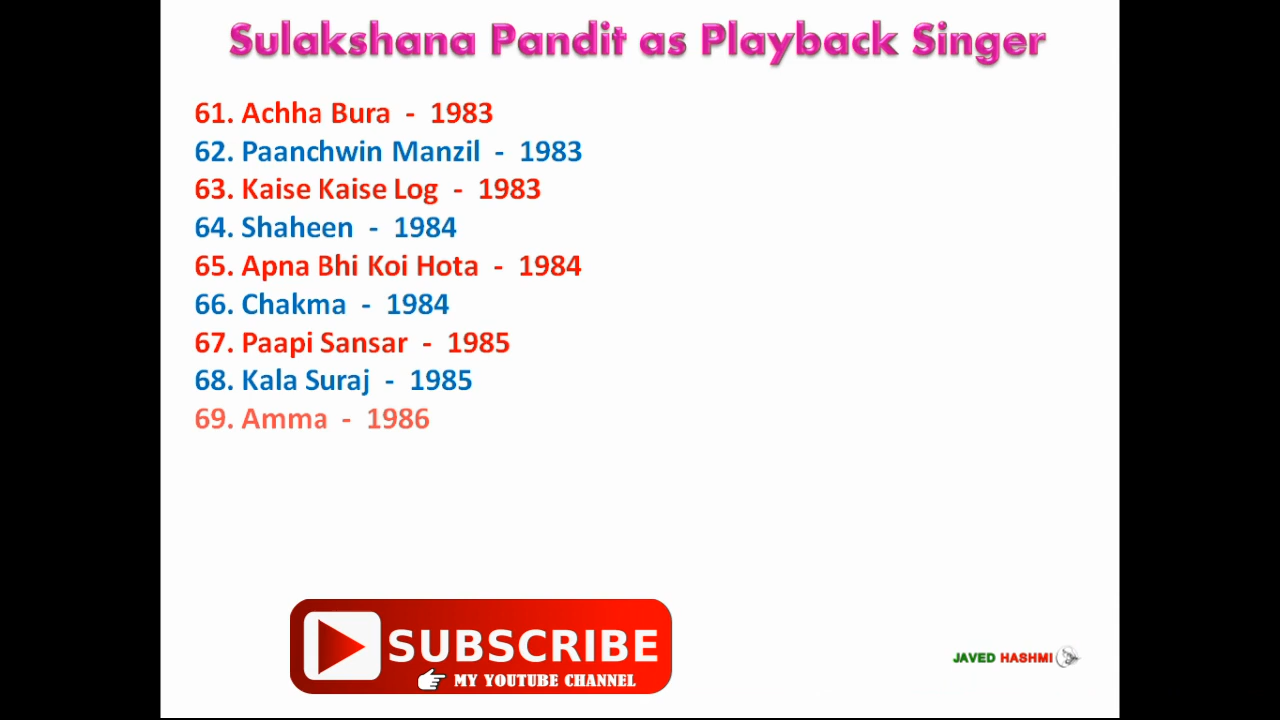 Sulakshana Pandit as Playback Singer
61. Achha Bura - 1983
62. Paanchwin Manzil - 1983
63. Kaise Kaise Log - 1983
64. Shaheen - 1984
65. Apna Bhi Koi Hota - 1984
66. Chakma - 1984
67. Paapi Sansar - 1985
68. Kala Suraj - 1985
69. Amma - 1986
SUBSCRIBE
MY YOUTUBE CHANNEL
JAVED HASHMI